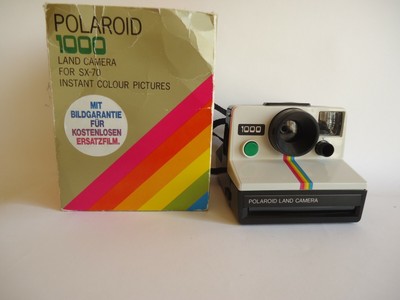 POLAROID
1000
LAND CAMERA
FOR SX-70
INSTANT COLOUR PICTURES
MIT
BILDGARANTIE
FÜR
KOSTENLOSEN
ERSATZFILM.
1000
POLAROID LAND CAMERA